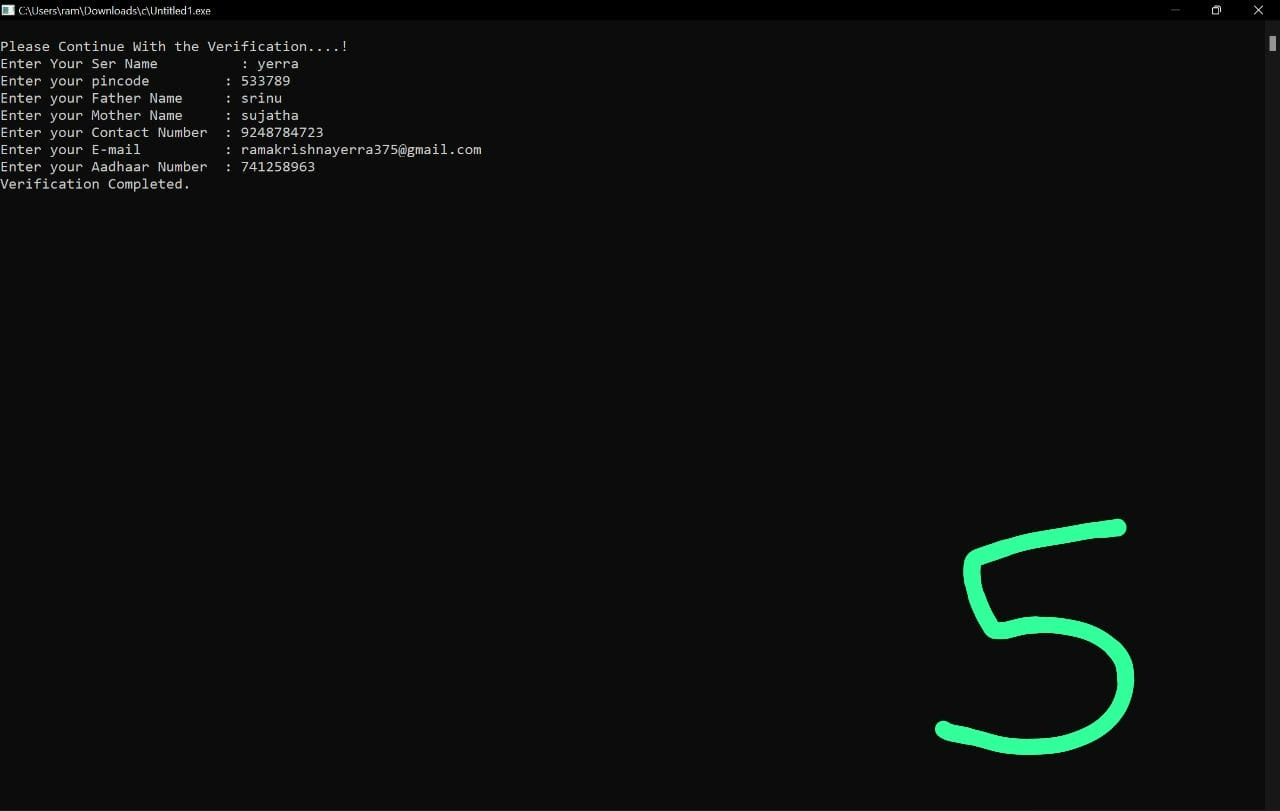 C:\Users\ram\Downloads\c\Untitled1.exe
Please Continue With the Verification....!
Enter Your Ser Name          : yerra
Enter your pincode         : 533789
Enter your Father Name     : srinu
Enter your Mother Name     : sujatha
Enter your Contact Number  : 9248784723
Enter your E-mail          : ramakrishnayerra375@gmail.com
Enter your Aadhaar Number  : 741258963
Verification Completed.
5